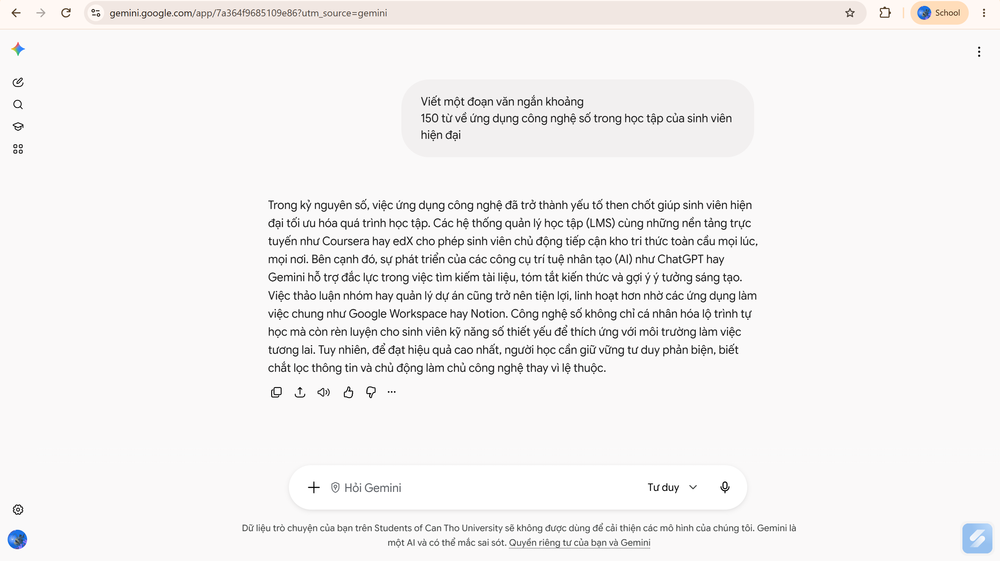 gemini.google.com/app/7a364f9685109e86?utm_source=gemini
School
Viết một đoạn văn ngắn khoảng
150 từ về ứng dụng công nghệ số trong học tập của sinh viên
hiện đại
Trong kỷ nguyên số, việc ứng dụng công nghệ đã trở thành yếu tố then chốt giúp sinh viên hiện
đại tối ưu hóa quá trình học tập. Các hệ thống quản lý học tập (LMS) cùng những nền tảng trực
tuyến như Coursera hay edX cho phép sinh viên chủ động tiếp cận kho tri thức toàn cầu mọi lúc,
mọi nơi. Bên cạnh đó, sự phát triển của các công cụ trí tuệ nhân tạo (AI) như ChatGPT hay
Gemini hỗ trợ đắc lực trong việc tìm kiếm tài liệu, tóm tắt kiến thức và gợi ý ý tưởng sáng tạo.
Việc thảo luận nhóm hay quản lý dự án cũng trở nên tiện lợi, linh hoạt hơn nhờ các ứng dụng làm
việc chung như Google Workspace hay Notion. Công nghệ số không chỉ cá nhân hóa lộ trình tự
học mà còn rèn luyện cho sinh viên kỹ năng số thiết yếu để thích ứng với môi trường làm việc
tương lai. Tuy nhiên, để đạt hiệu quả cao nhất, người học cần giữ vững tư duy phản biện, biết
chắt lọc thông tin và chủ động làm chủ công nghệ thay vì lệ thuộc.
Hỏi Gemini
Tư duy
Dữ liệu trò chuyện của bạn trên Students of Can Tho University sẽ không được dùng để cải thiện các mô hình của chúng tôi. Gemini là
một AI và có thể mắc sai sót. Quyền riêng tư của bạn và Gemini